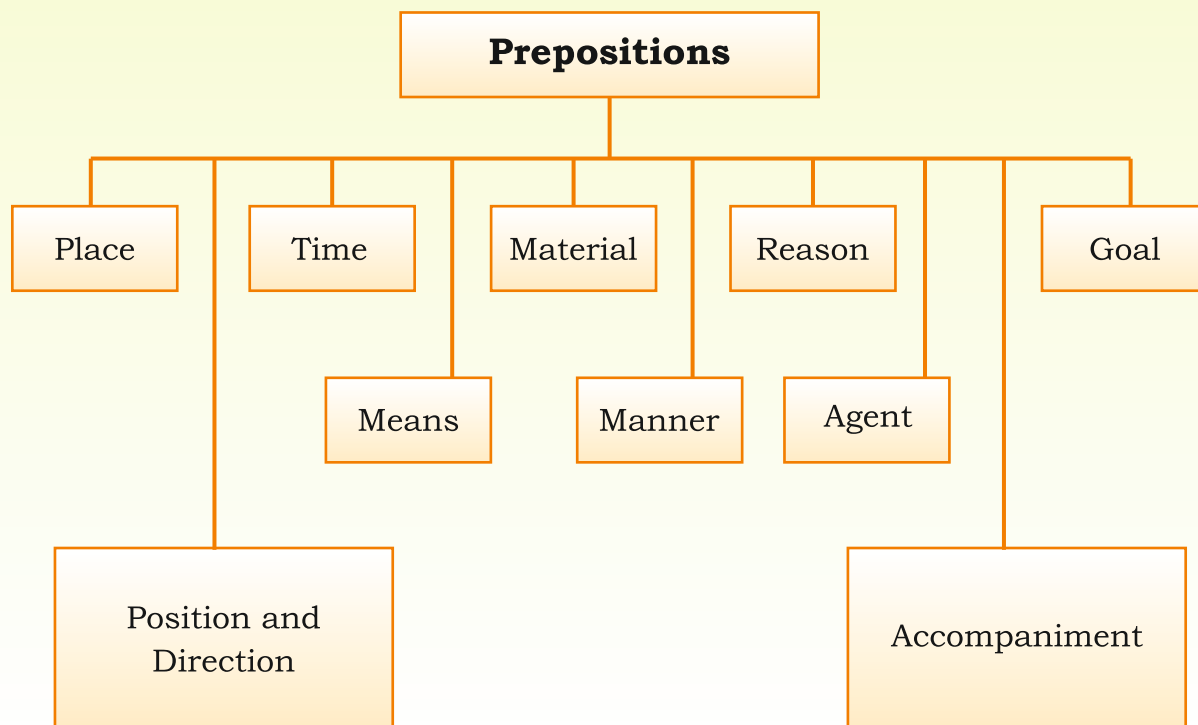 Prepositions
Place
Time
Material
Reason
Goal
Means
Manner
Agent
Position and
Direction
Accompaniment